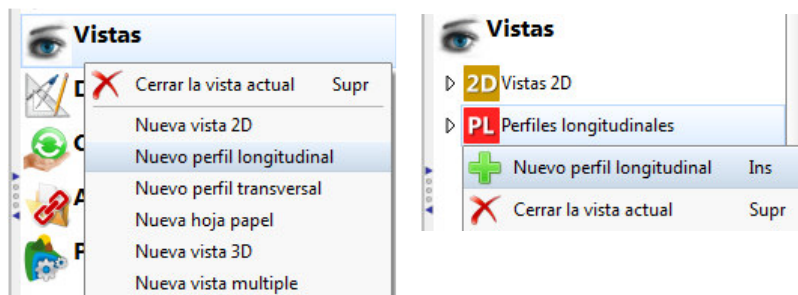 Vistas
Cerrar la vista actual Supr
D
Nueva vista 2D
C
Nuevo perfil longitudinal
Nuevo perfil transversal
A
Nueva hoja papel
P
Nueva vista 3D
Nueva vista multiple
Vistas
2D Vistas 2D
PL Perfiles longitudinales
Nuevo perfil longitudinal Ins
Cerrar la vista actual Supr